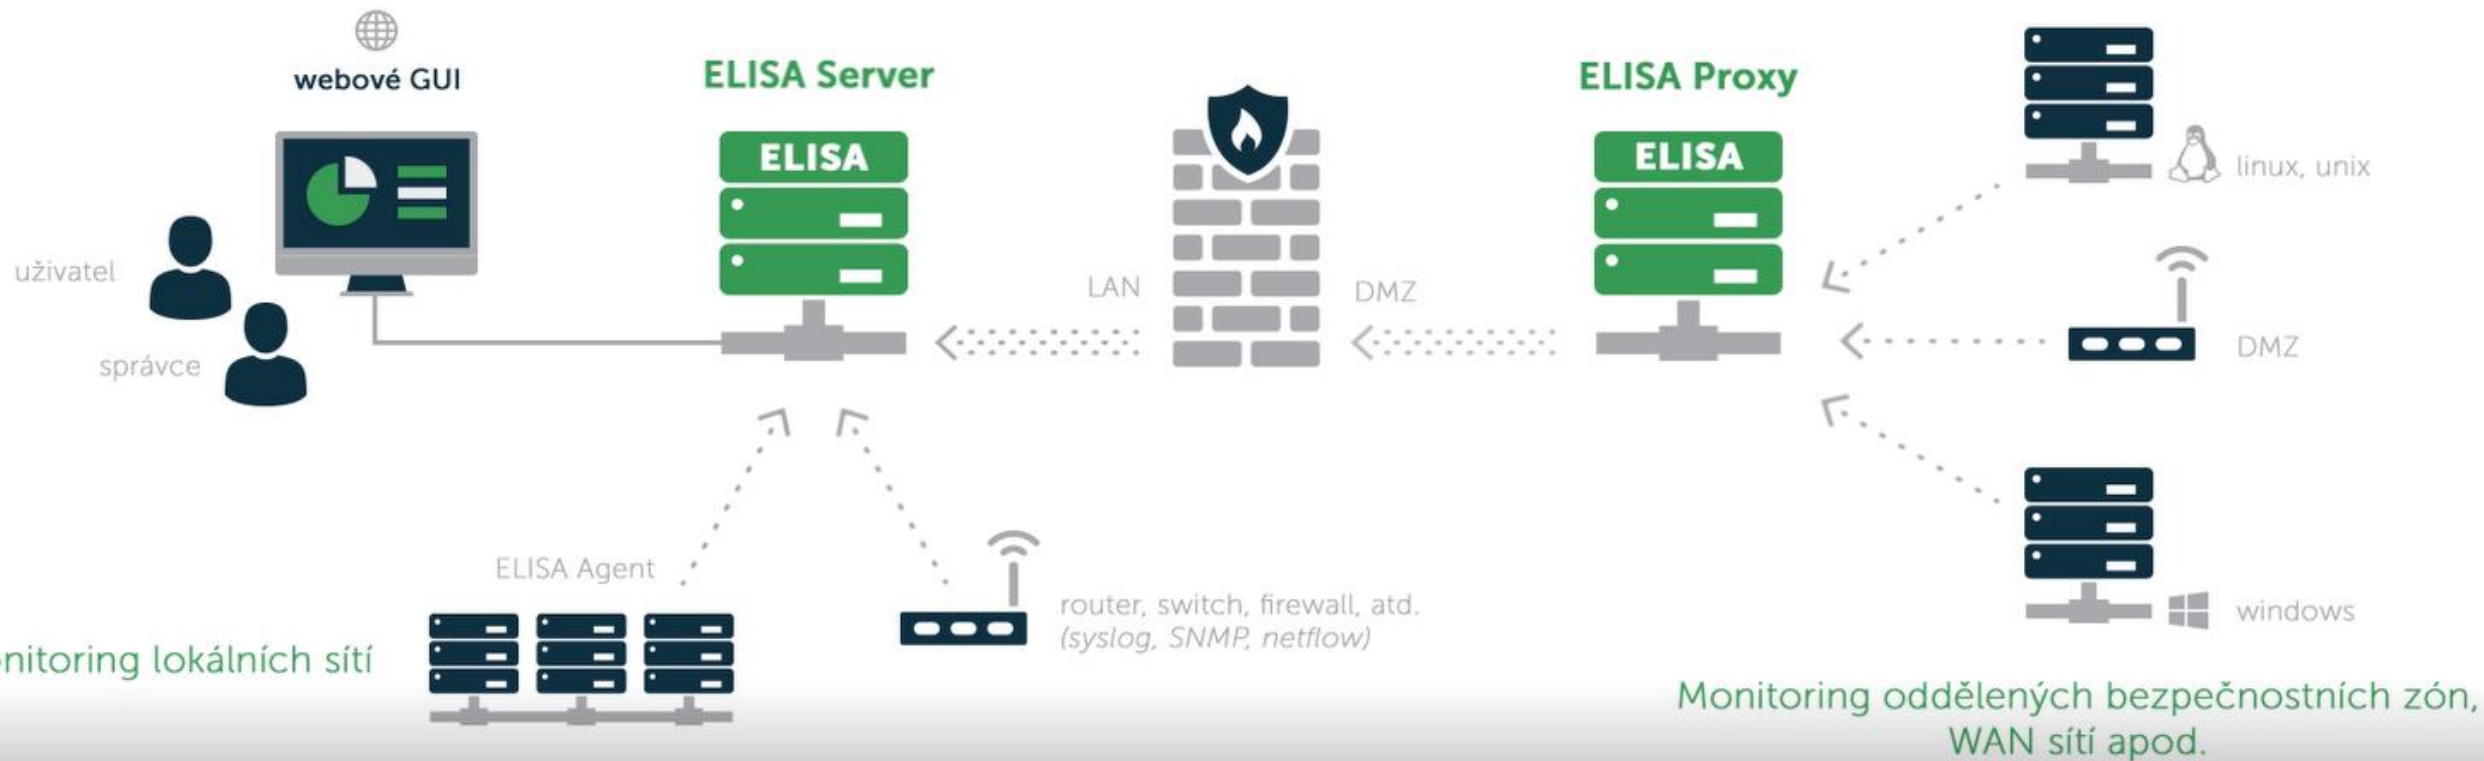 webové GUI
ELISA Server
ELISA Proxy
ELISA
ELISA
linux, unix
uživatel
LAN
DMZ
DMZ
správce
ELISA Agent
router, switch, firewall, atd.
(syslog, SNMP, netflow)
windows
nitoring lokálních sítí
Monitoring oddělených bezpečnostních zón,
WAN sítí apod.